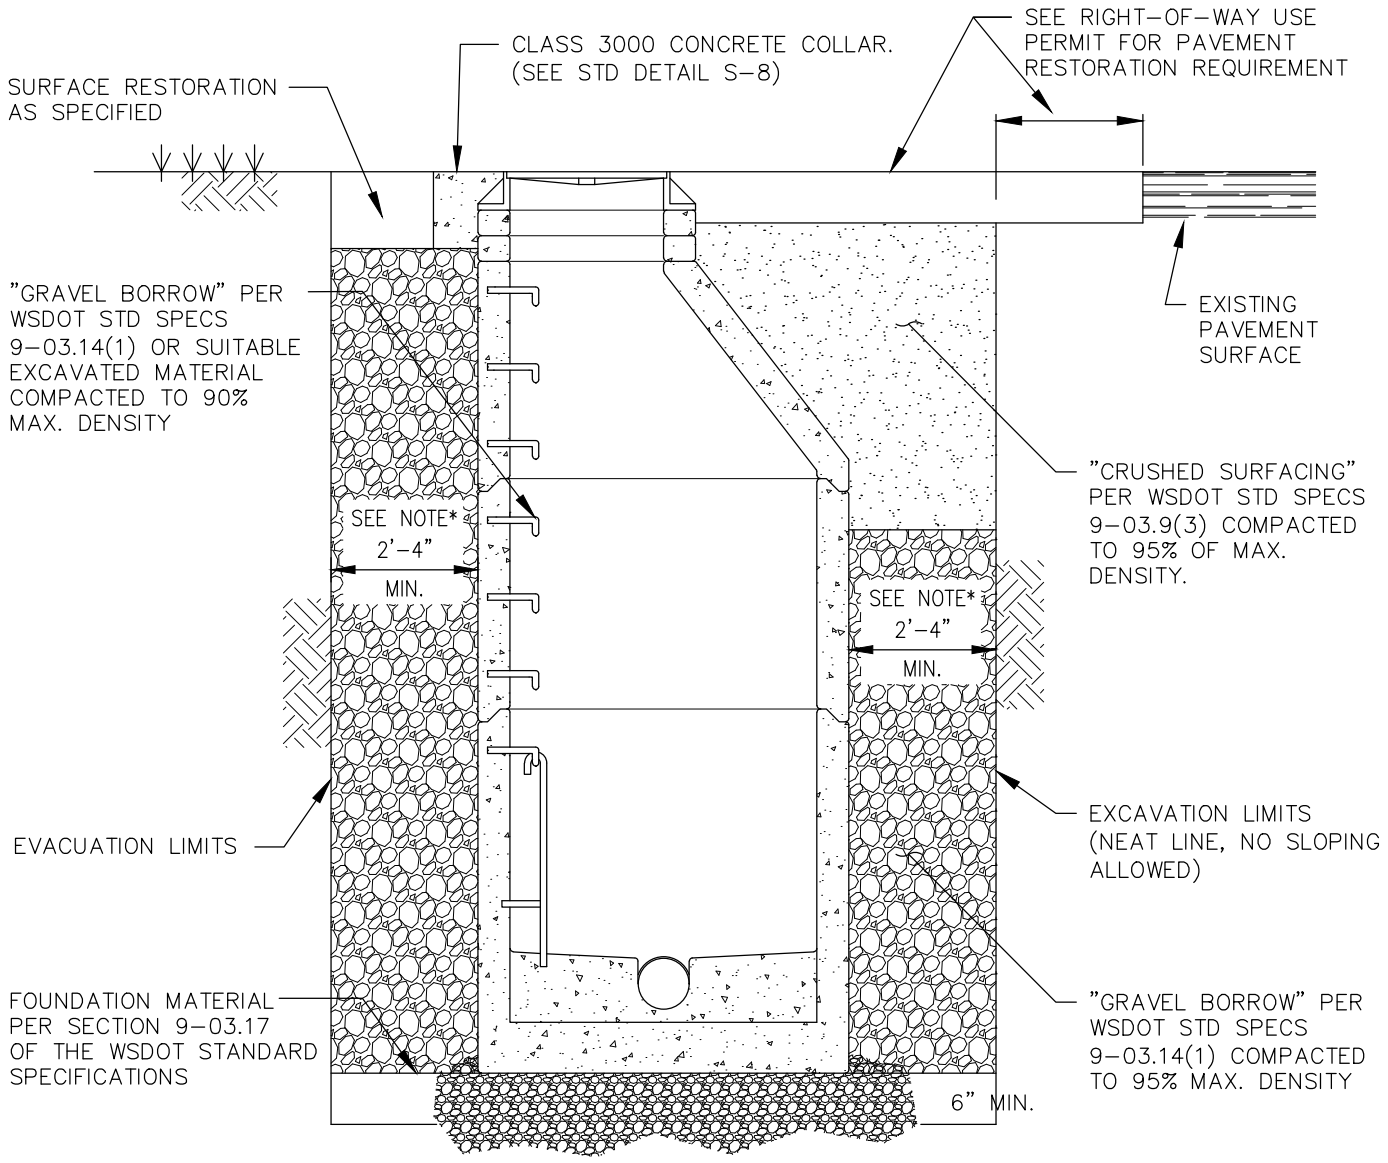 SEE RIGHT-OF-WAY USE
PERMIT FOR PAVEMENT
RESTORATION REQUIREMENT
CLASS 3000 CONCRETE COLLAR.
(SEE STD DETAIL S-8)
SURFACE RESTORATION
AS SPECIFIED
"GRAVEL BORROW" PER
WSDOT STD SPECS
9-03.14(1) OR SUITABLE
EXCAVATED MATERIAL
COMPACTED TO 90%
MAX. DENSITY
EXISTING
PAVEMENT
SURFACE
"CRUSHED SURFACING"
PER WSDOT STD SPECS
9-03.9(3) COMPACTED
TO 95% OF MAX.
DENSITY.
SEE NOTE*
2'-4"
MIN.
SEE NOTE*
2'-4"
MIN.
EVACUATION LIMITS
EXCAVATION LIMITS
(NEAT LINE, NO SLOPING
ALLOWED)
FOUNDATION MATERIAL
PER SECTION 9-03.17
OF THE WSDOT STANDARD
SPECIFICATIONS
"GRAVEL BORROW" PER
WSDOT STD SPECS
9-03.14(1) COMPACTED
TO 95% MAX. DENSITY
6" MIN.